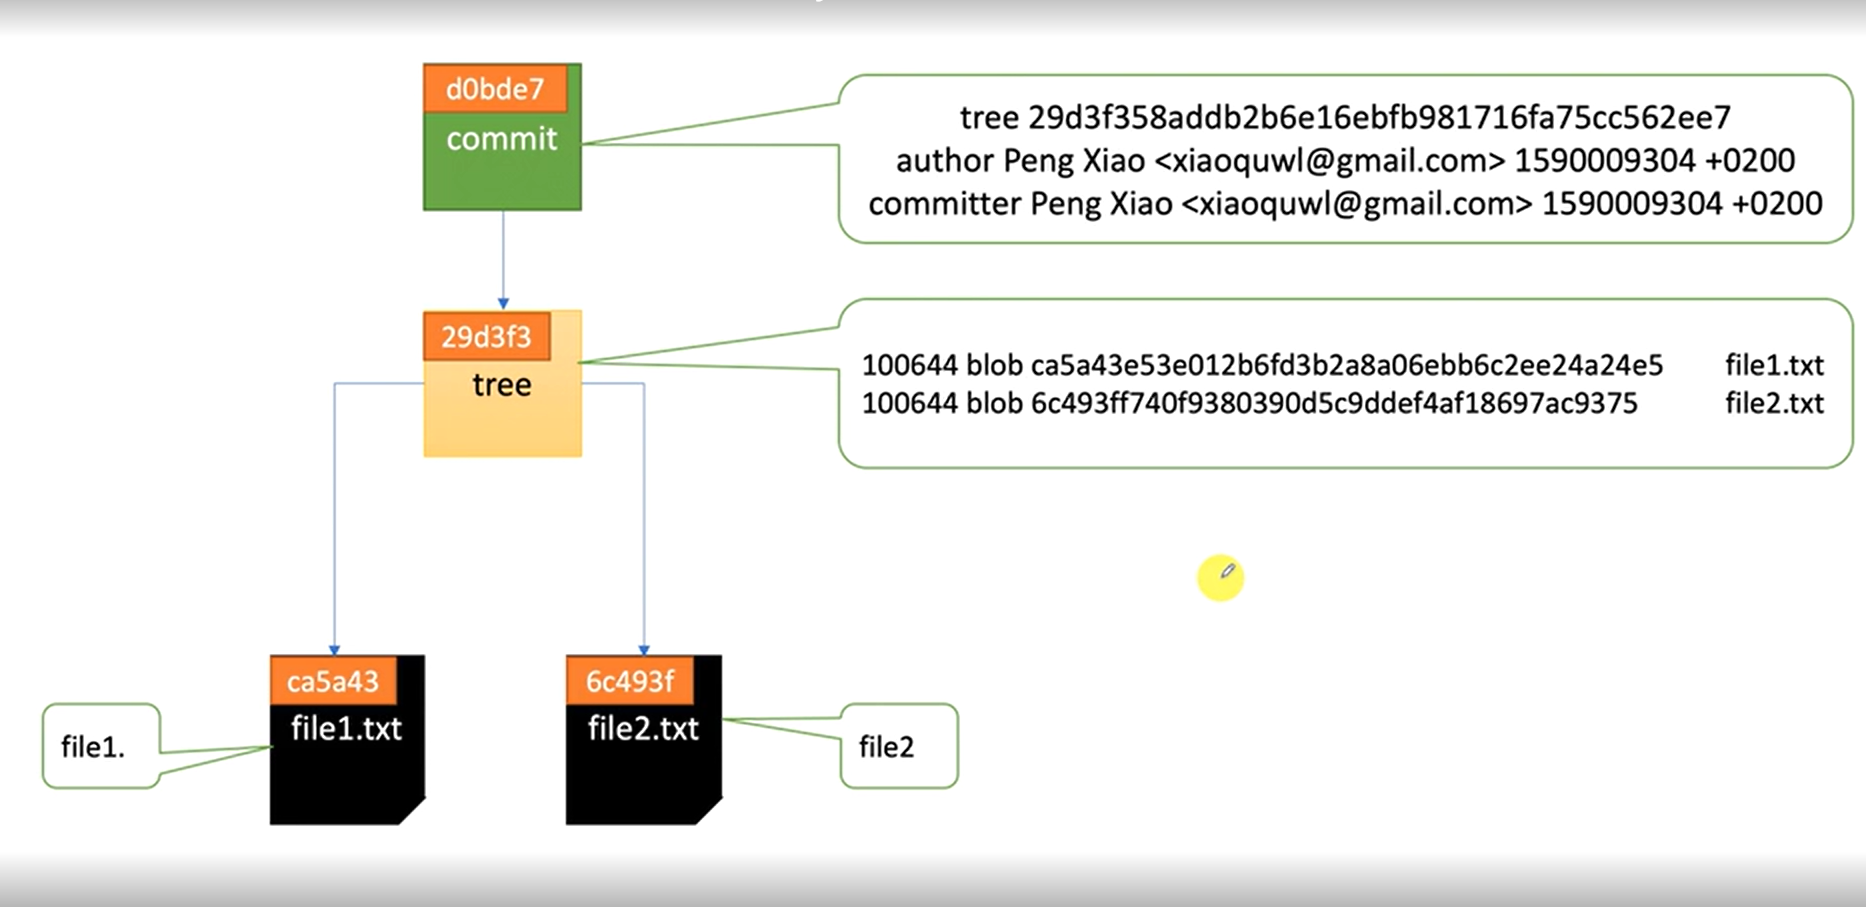 d0bde7
commit
tree 29d3f358addb2b6e16ebfb981716fa75cc562ee7
author Peng Xiao <xiaoquwl@gmail.com> 1590009304 +0200
committer Peng Xiao <xiaoquwl@gmail.com> 1590009304 +0200
29d3f3
tree
100644 blob ca5a43e53e012b6fd3b2a8a06ebb6c2ee24a24e5 file1.txt
100644 blob 6c493ff740f9380390d5c9ddef4af18697ac9375 file2.txt
ca5a43
file1.txt
file1.
6c493f
file2.txt
file2